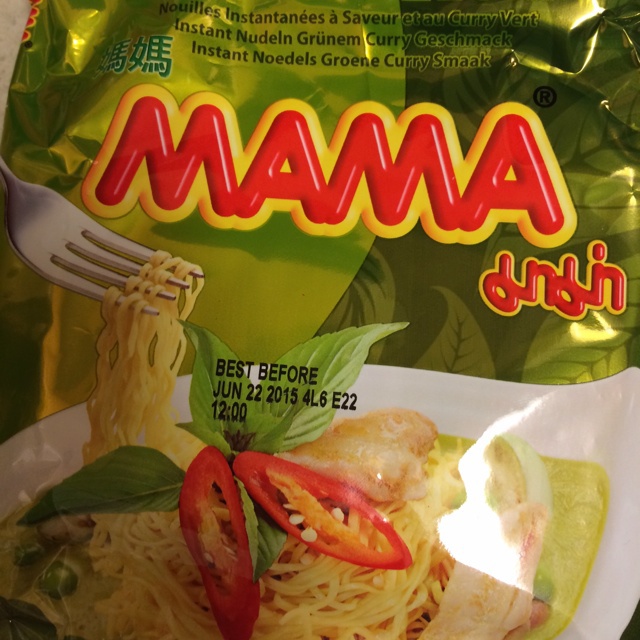 Nouilles Instantanées à Saveur et au Curry Vert
Instant Nudeln Grünem Curry Geschmack
Instant Noedels Groene Curry Smaak
媽媽
MAMA®
มาม่า
BEST BEFORE
JUN 22 2015 4L6 E22
12:00